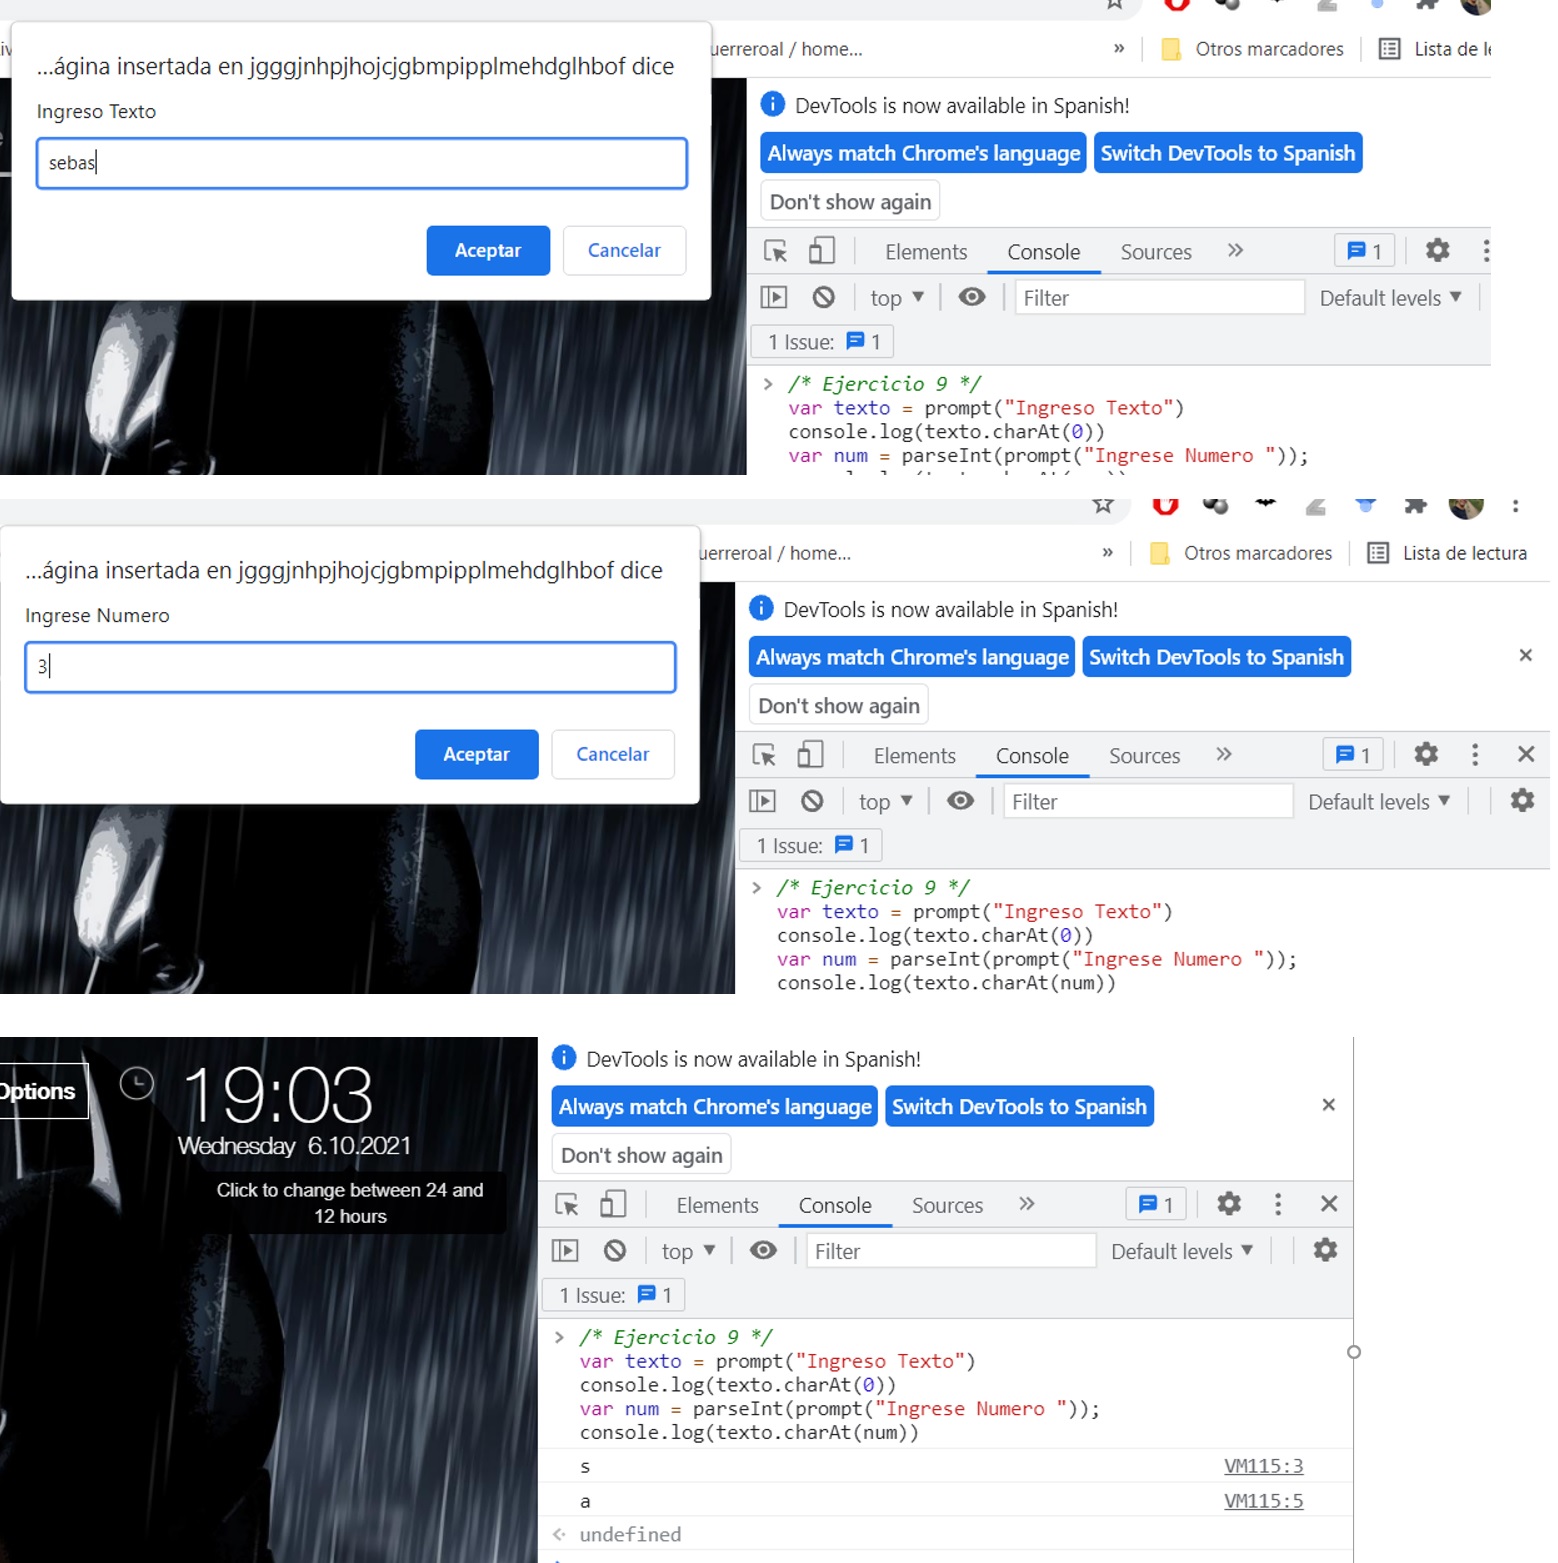 uerreroal / home...
»
Otros marcadores
Lista de le
...ágina insertada en jgggjnhpjhojcjgbmpipplmehdglhbof dice
Ingreso Texto
sebas
Aceptar
Cancelar
DevTools is now available in Spanish!
Always match Chrome's language
Switch DevTools to Spanish
Don't show again
Elements
Console
Sources
»
1
top
Filter
Default levels
1 Issue: 1
> /* Ejercicio 9 */
var texto = prompt("Ingreso Texto")
console.log(texto.charAt(0))
var num = parseInt(prompt("Ingrese Numero "));
uerreroal / home...
»
Otros marcadores
Lista de lectura
...ágina insertada en jgggjnhpjhojcjgbmpipplmehdglhbof dice
Ingrese Numero
3
Aceptar
Cancelar
DevTools is now available in Spanish!
Always match Chrome's language
Switch DevTools to Spanish
Don't show again
Elements
Console
Sources
»
1
top
Filter
Default levels
1 Issue: 1
> /* Ejercicio 9 */
var texto = prompt("Ingreso Texto")
console.log(texto.charAt(0))
var num = parseInt(prompt("Ingrese Numero "));
console.log(texto.charAt(num))
Options
19:03
Wednesday 6.10.2021
Click to change between 24 and
12 hours
DevTools is now available in Spanish!
Always match Chrome's language
Switch DevTools to Spanish
Don't show again
Elements
Console
Sources
»
1
top
Filter
Default levels
1 Issue: 1
> /* Ejercicio 9 */
var texto = prompt("Ingreso Texto")
console.log(texto.charAt(0))
var num = parseInt(prompt("Ingrese Numero "));
console.log(texto.charAt(num))
s VM115:3
a VM115:5
undefined